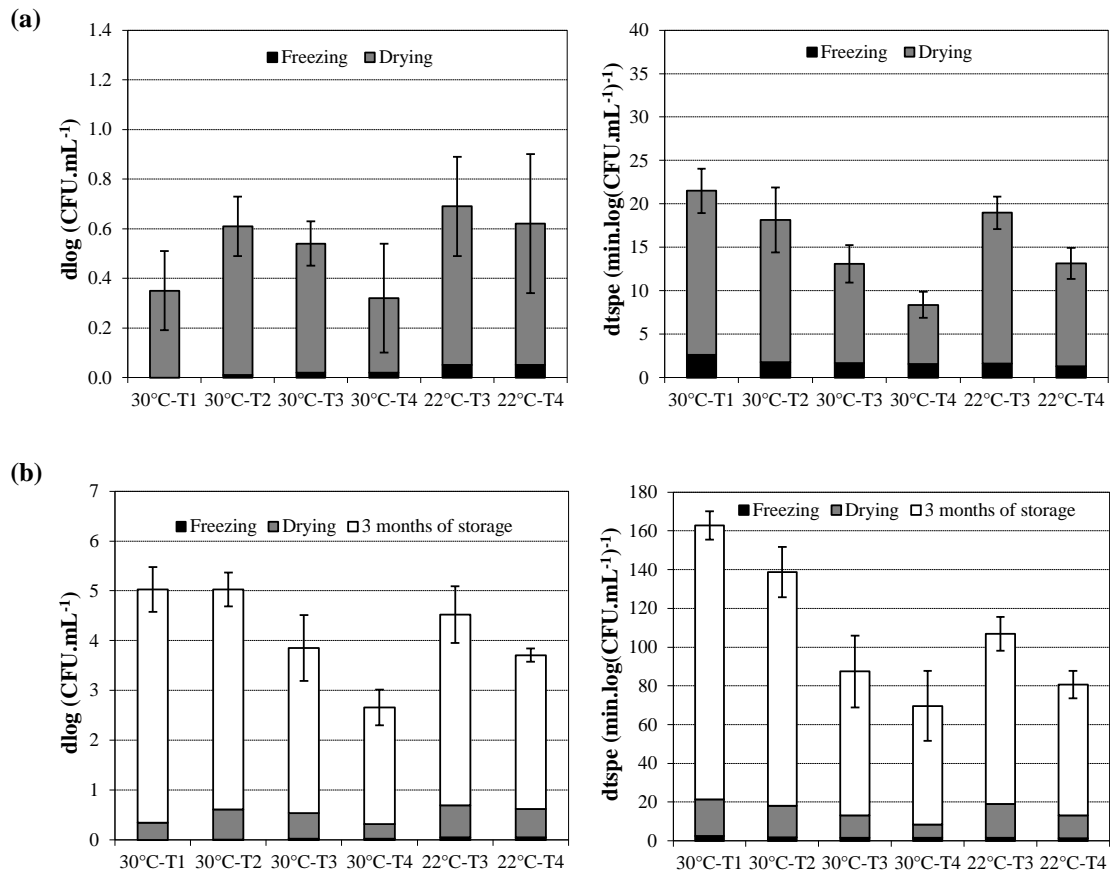 (a)
dlog (CFU.mL⁻¹)
1.4
1.2
1.0
0.8
0.6
0.4
0.2
0.0
Freezing Drying
30°C-T1 30°C-T2 30°C-T3 30°C-T4 22°C-T3 22°C-T4
dtspe (min.log(CFU.mL⁻¹)⁻¹)
40
35
30
25
20
15
10
5
0
Freezing Drying
30°C-T1 30°C-T2 30°C-T3 30°C-T4 22°C-T3 22°C-T4
(b)
dlog (CFU.mL⁻¹)
7
6
5
4
3
2
1
0
Freezing Drying 3 months of storage
30°C-T1 30°C-T2 30°C-T3 30°C-T4 22°C-T3 22°C-T4
dtspe (min.log(CFU.mL⁻¹)⁻¹)
180
160
140
120
100
80
60
40
20
0
Freezing Drying 3 months of storage
30°C-T1 30°C-T2 30°C-T3 30°C-T4 22°C-T3 22°C-T4